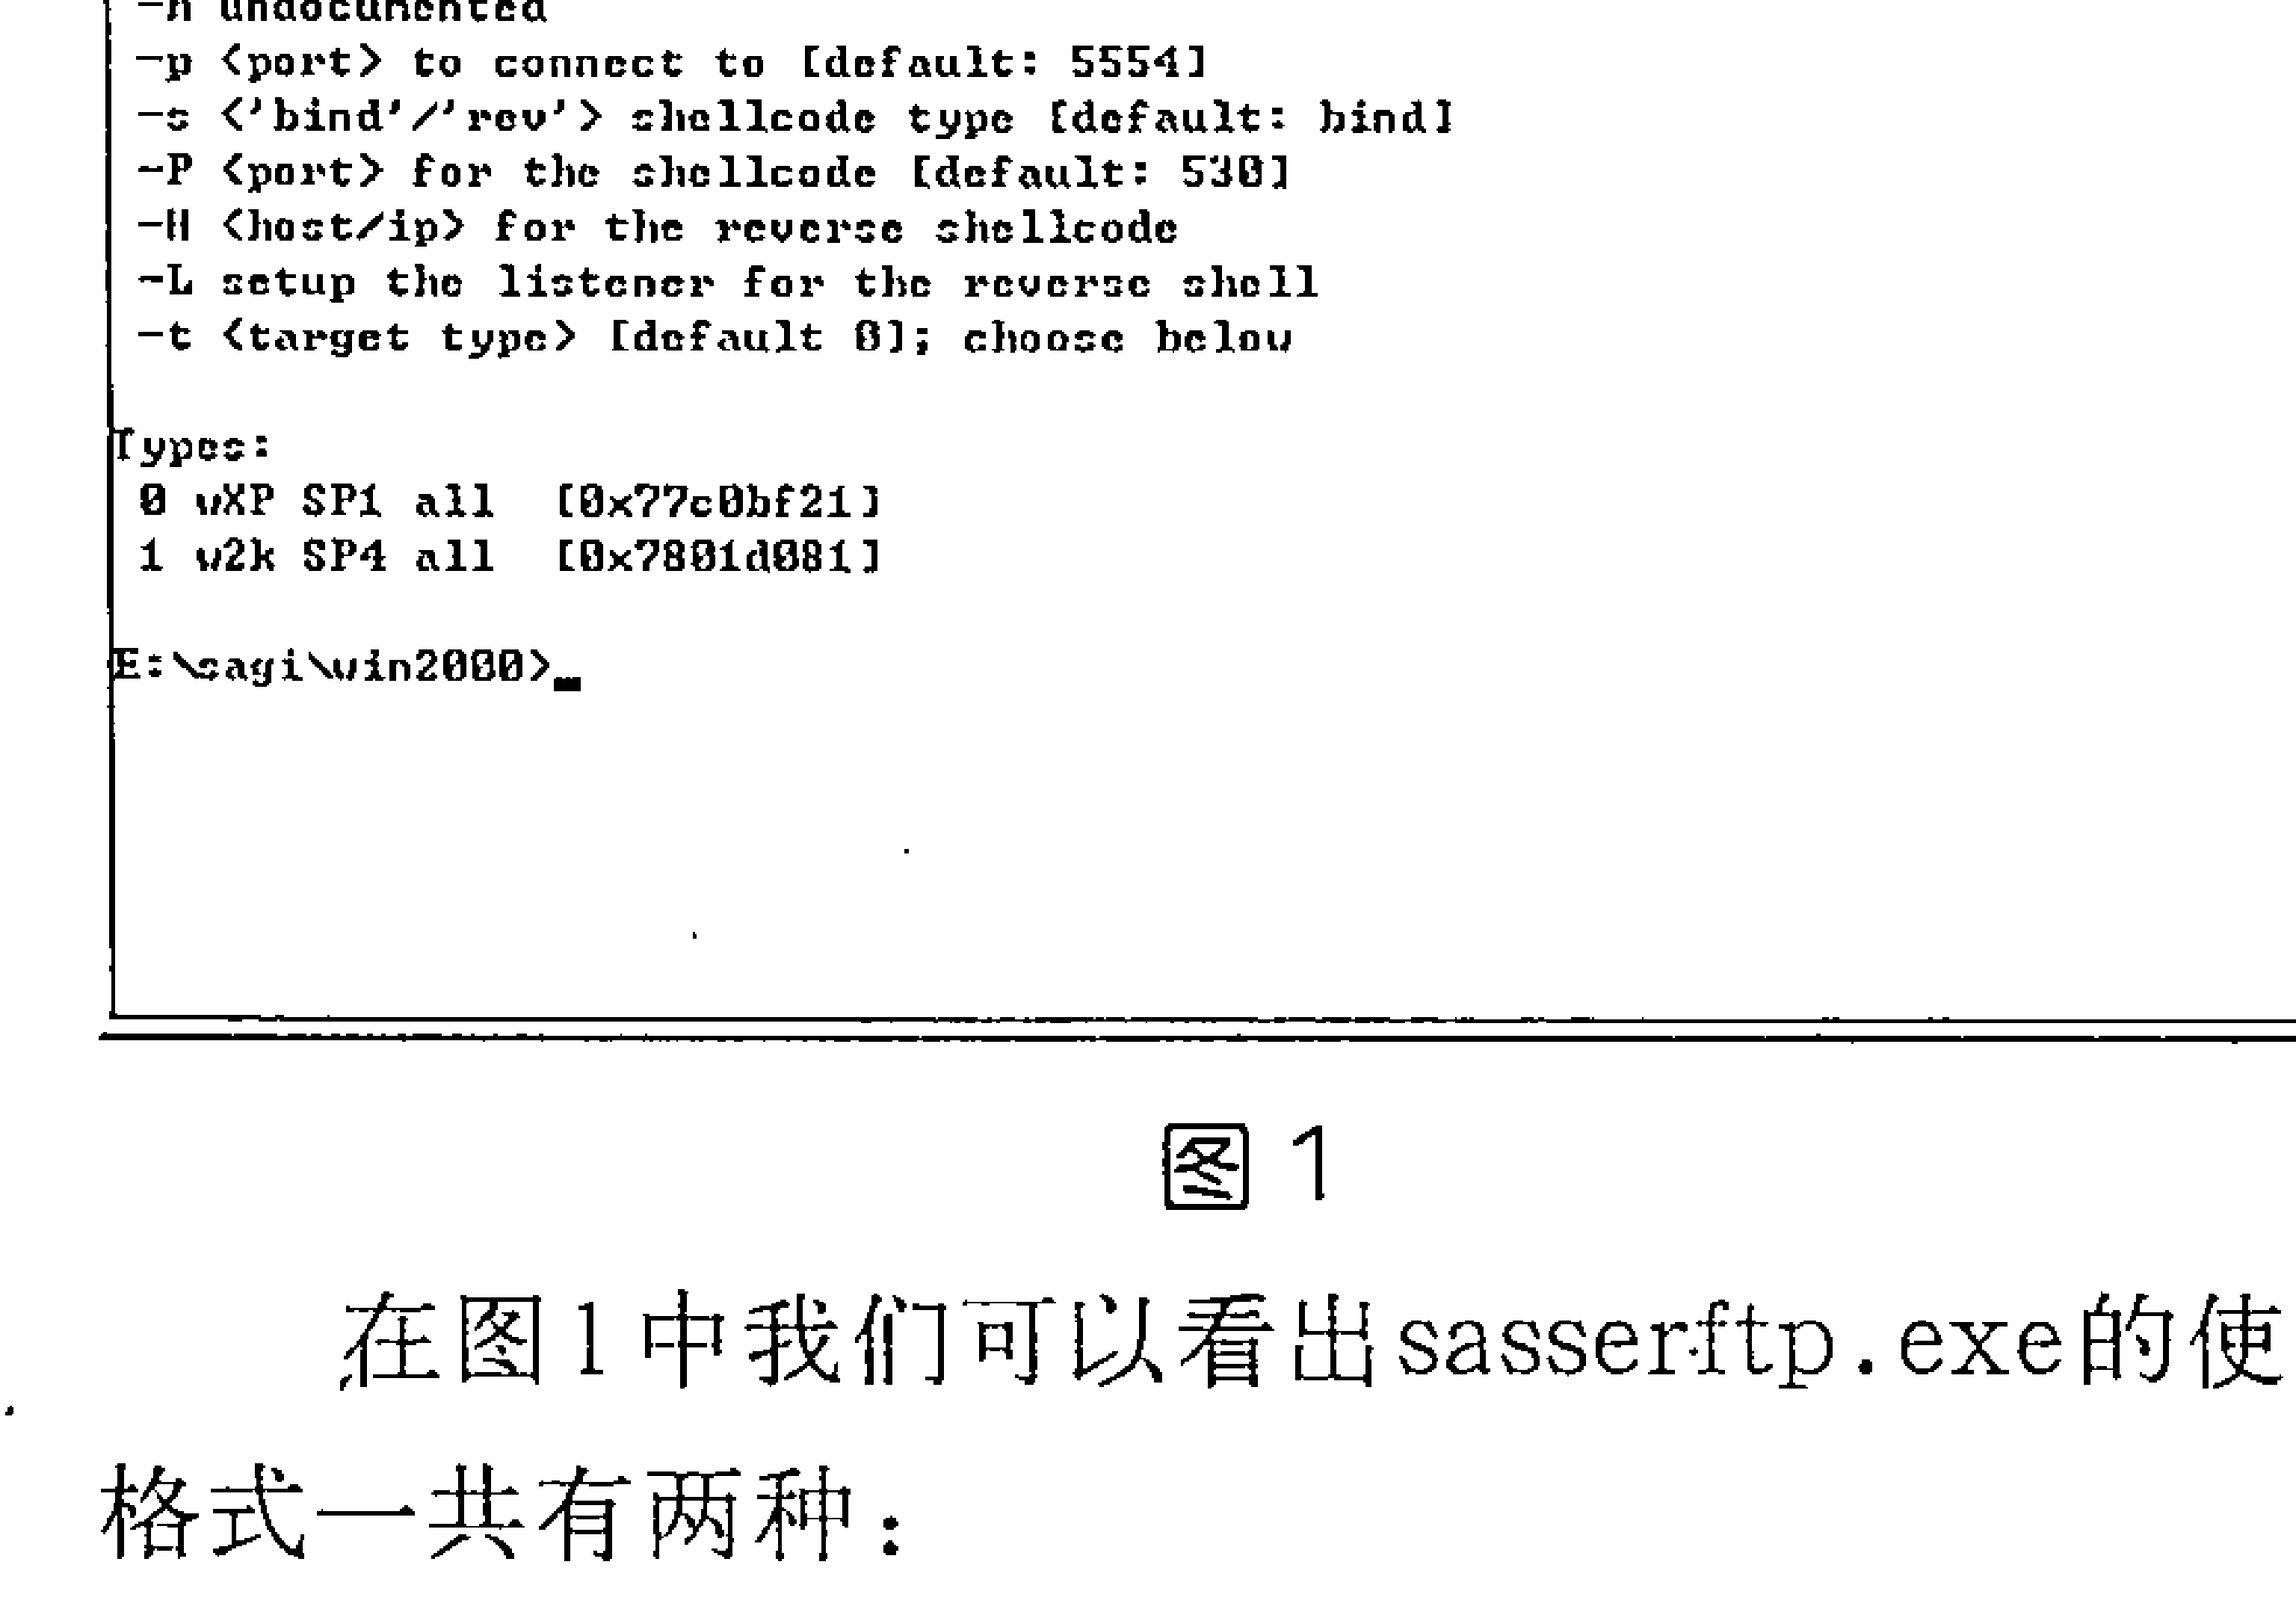 -h undocumented
-p <port> to connect to [default: 5554]
-s <'bind'/'rev'> shellcode type [default: bind]
-P <port> for the shellcode [default: 530]
-H <host/ip> for the reverse shellcode
-L setup the listener for the reverse shell
-t <target type> [default 0]; choose below
Types:
0 wXP SP1 all [0x77c0bf21]
1 w2k SP4 all [0x7801d081]
E:\sagi\win2000>_
图 1
在图1中我们可以看出sasserftp.exe的使
格式一共有两种：